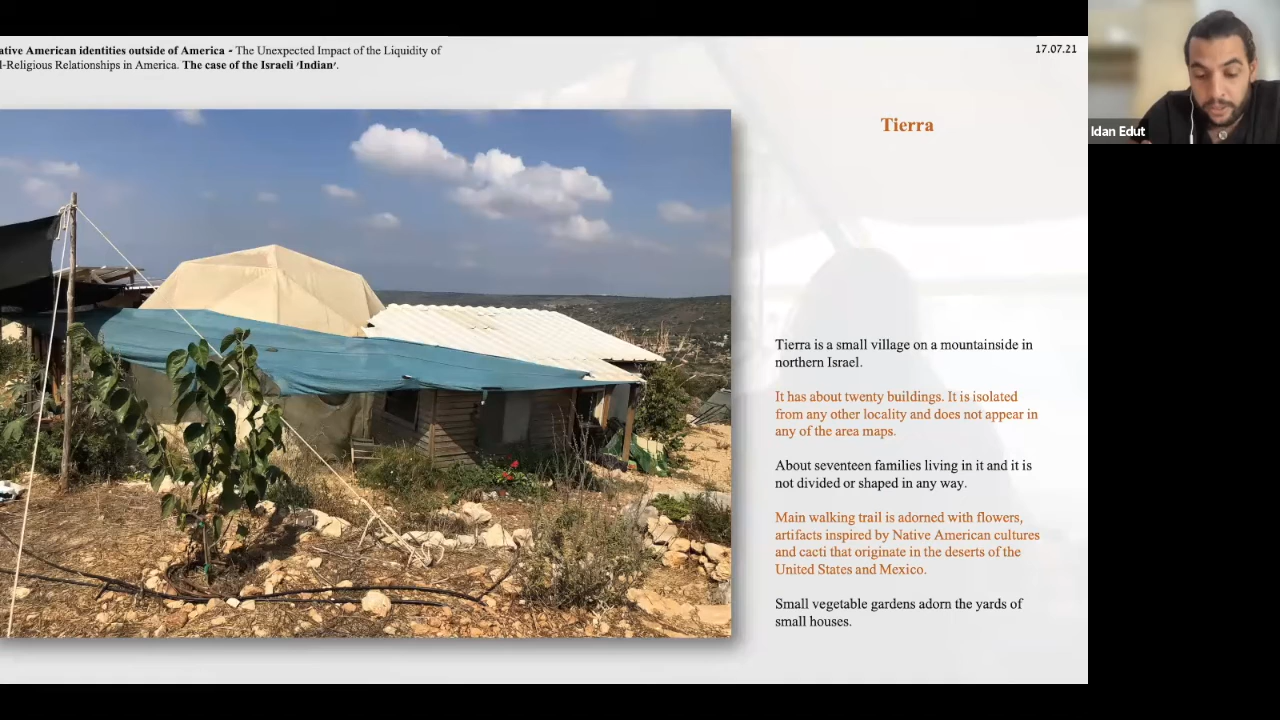 ative American identities outside of America - The Unexpected Impact of the Liquidity of
l-Religious Relationships in America. The case of the Israeli 'Indian'.
17.07.21
Idan Edut
Tierra
Tierra is a small village on a mountainside in
northern Israel.
It has about twenty buildings. It is isolated
from any other locality and does not appear in
any of the area maps.
About seventeen families living in it and it is
not divided or shaped in any way.
Main walking trail is adorned with flowers,
artifacts inspired by Native American cultures
and cacti that originate in the deserts of the
United States and Mexico.
Small vegetable gardens adorn the yards of
small houses.